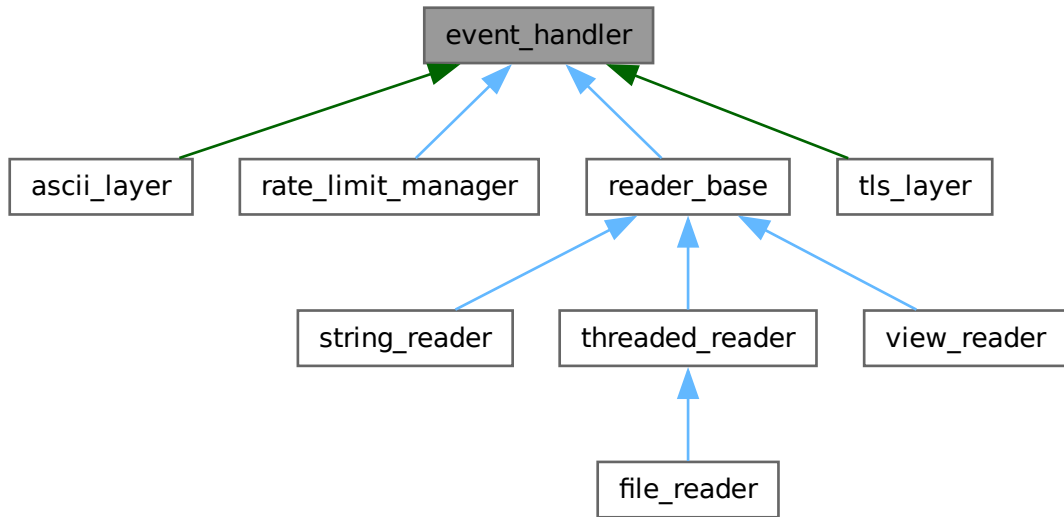 event_handler
ascii_layer
rate_limit_manager
reader_base
tls_layer
string_reader
threaded_reader
view_reader
file_reader